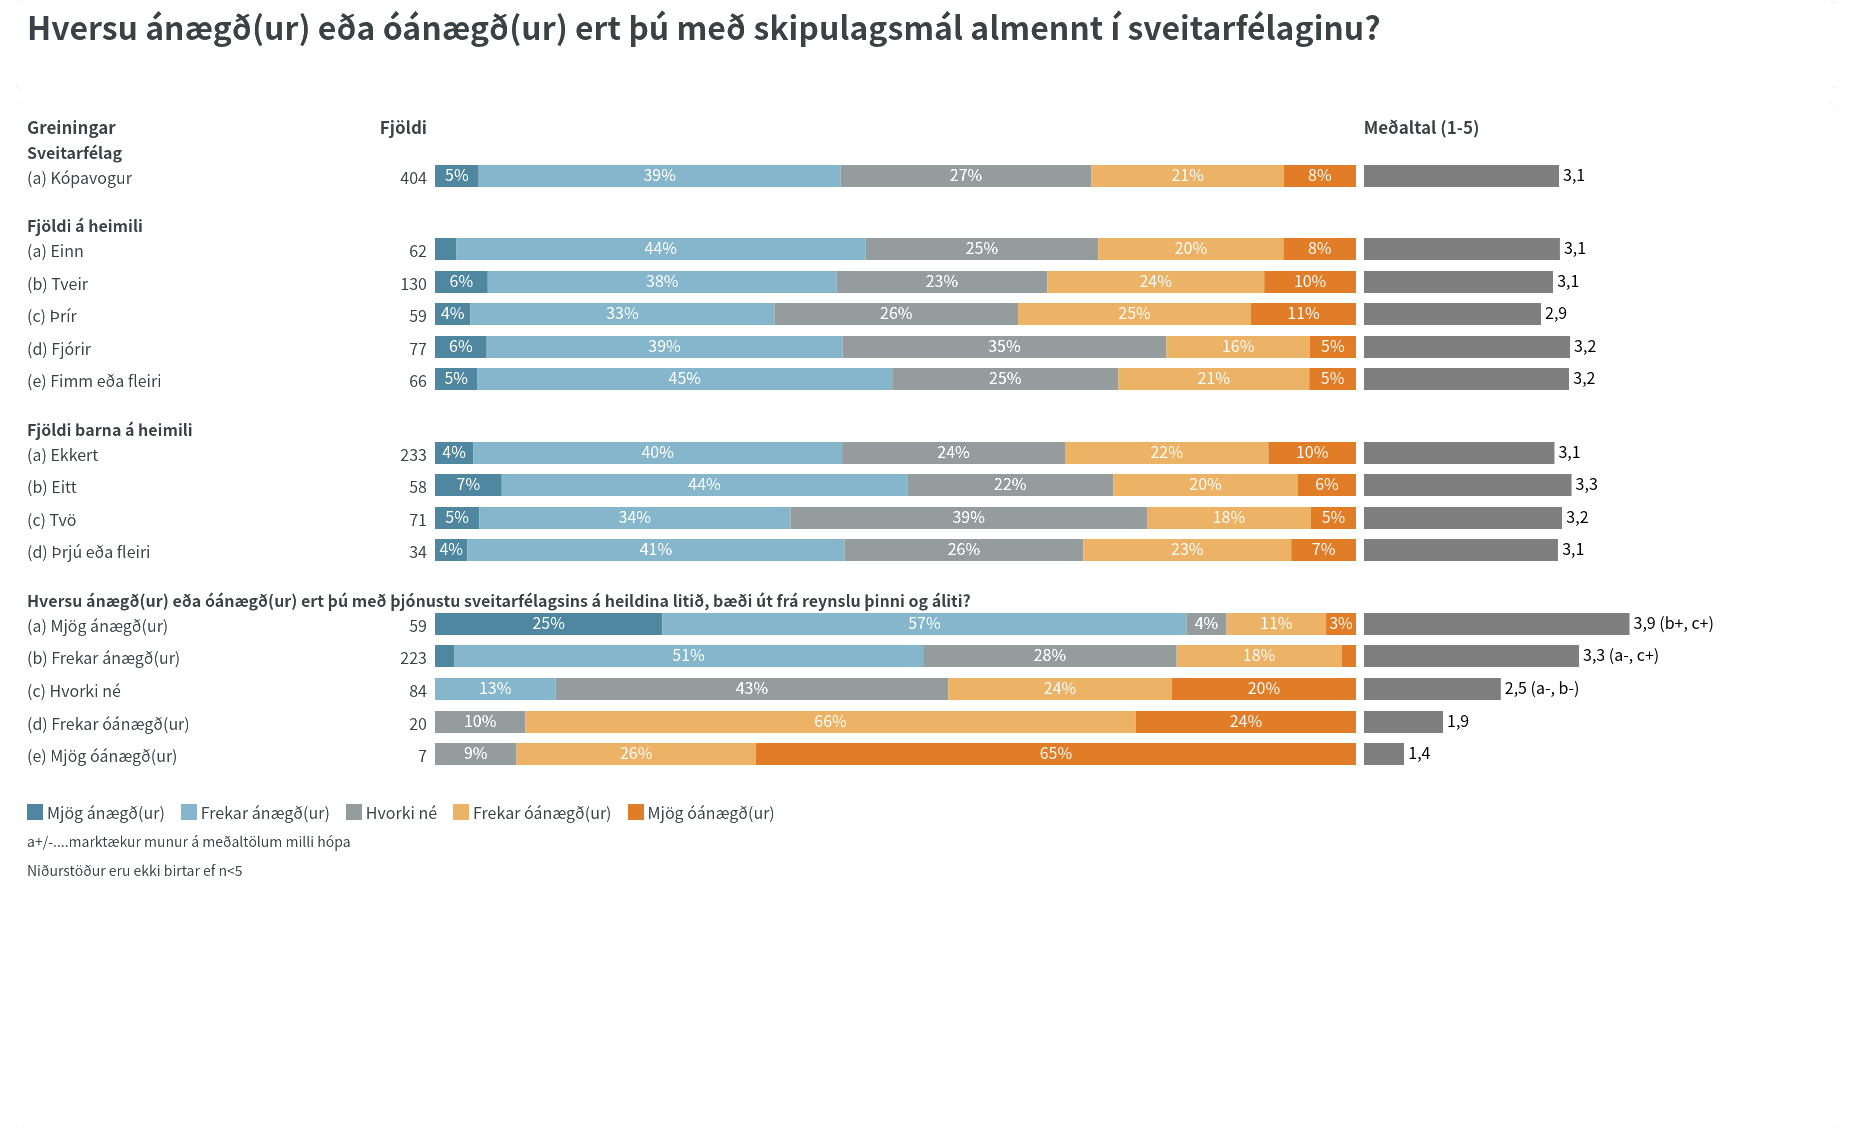 Hversu ánægð(ur) eða óánægð(ur) ert þú með skipulagsmál almennt í sveitarfélaginu?
Greiningar Fjöldi Meðaltal (1-5)
Sveitarfélag
(a) Kópavogur 404 5% 39% 27% 21% 8% 3,1
Fjöldi á heimili
(a) Einn 62 44% 25% 20% 8% 3,1
(b) Tveir 130 6% 38% 23% 24% 10% 3,1
(c) Þrír 59 4% 33% 26% 25% 11% 2,9
(d) Fjórir 77 6% 39% 35% 16% 5% 3,2
(e) Fimm eða fleiri 66 5% 45% 25% 21% 5% 3,2
Fjöldi barna á heimili
(a) Ekkert 233 4% 40% 24% 22% 10% 3,1
(b) Eitt 58 7% 44% 22% 20% 6% 3,3
(c) Tvö 71 5% 34% 39% 18% 5% 3,2
(d) Þrjú eða fleiri 34 4% 41% 26% 23% 7% 3,1
Hversu ánægð(ur) eða óánægð(ur) ert þú með þjónustu sveitarfélagsins á heildina litið, bæði út frá reynslu þinni og áliti?
(a) Mjög ánægð(ur) 59 25% 57% 4% 11% 3% 3,9 (b+, c+)
(b) Frekar ánægð(ur) 223 51% 28% 18% 3,3 (a-, c+)
(c) Hvorki né 84 13% 43% 24% 20% 2,5 (a-, b-)
(d) Frekar óánægð(ur) 20 10% 66% 24% 1,9
(e) Mjög óánægð(ur) 7 9% 26% 65% 1,4
Mjög ánægð(ur) Frekar ánægð(ur) Hvorki né Frekar óánægð(ur) Mjög óánægð(ur)
a+/-....marktækur munur á meðaltölum milli hópa
Niðurstöður eru ekki birtar ef n<5